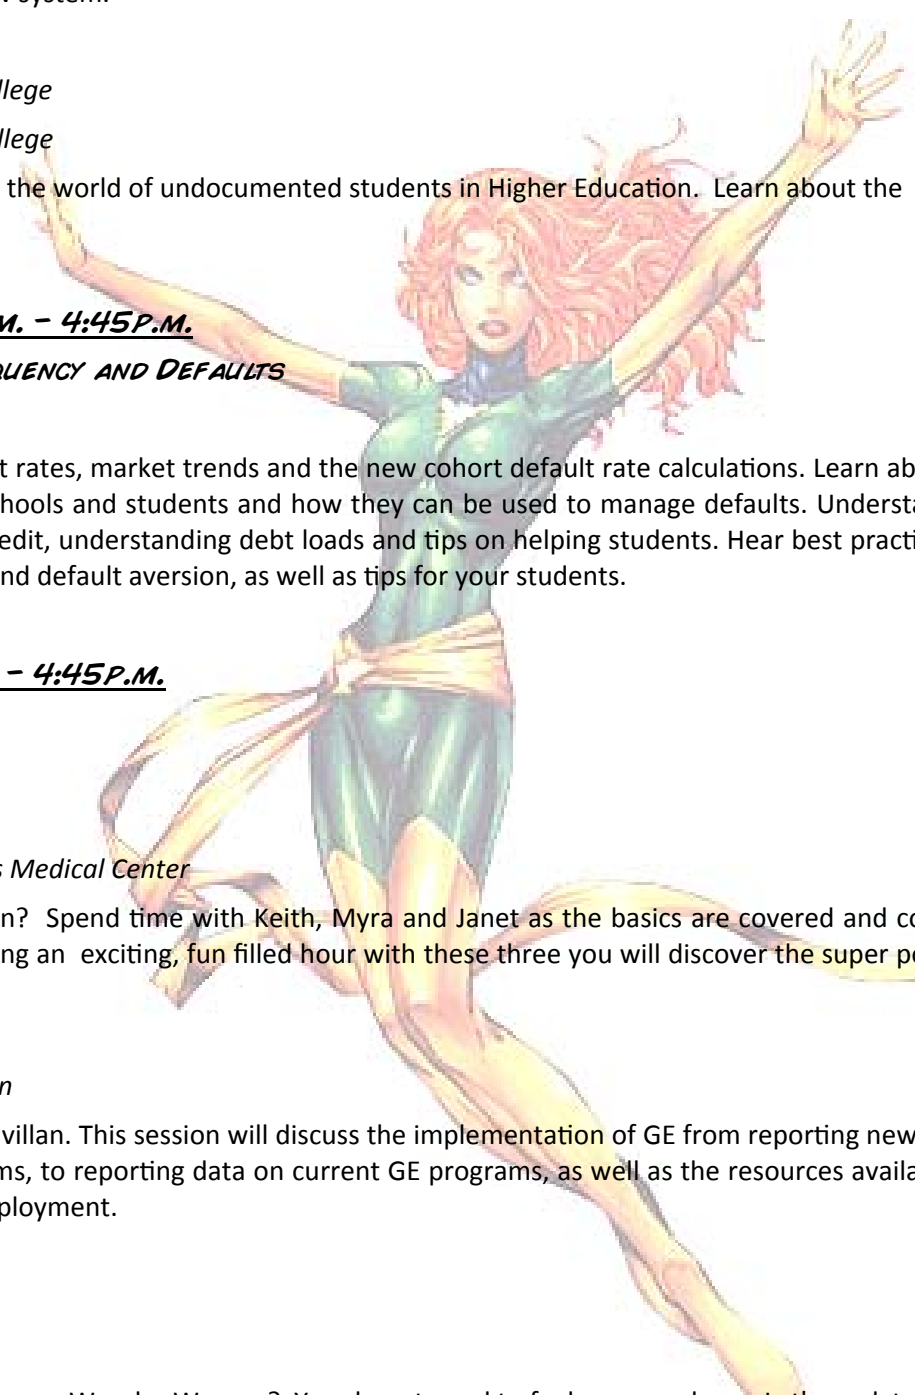 system.
llege
llege
the world of undocumented students in Higher Education.  Learn about the
M. - 4:45P.M.
QUENCY AND DEFAULTS
t rates, market trends and the new cohort default rate calculations. Learn ab
hools and students and how they can be used to manage defaults. Understa
edit, understanding debt loads and tips on helping students. Hear best practi
nd default aversion, as well as tips for your students.
- 4:45P.M.
s Medical Center
n?  Spend time with Keith, Myra and Janet as the basics are covered and co
ing an  exciting, fun filled hour with these three you will discover the super po
n
villan. This session will discuss the implementation of GE from reporting new
ms, to reporting data on current GE programs, as well as the resources availa
ployment.